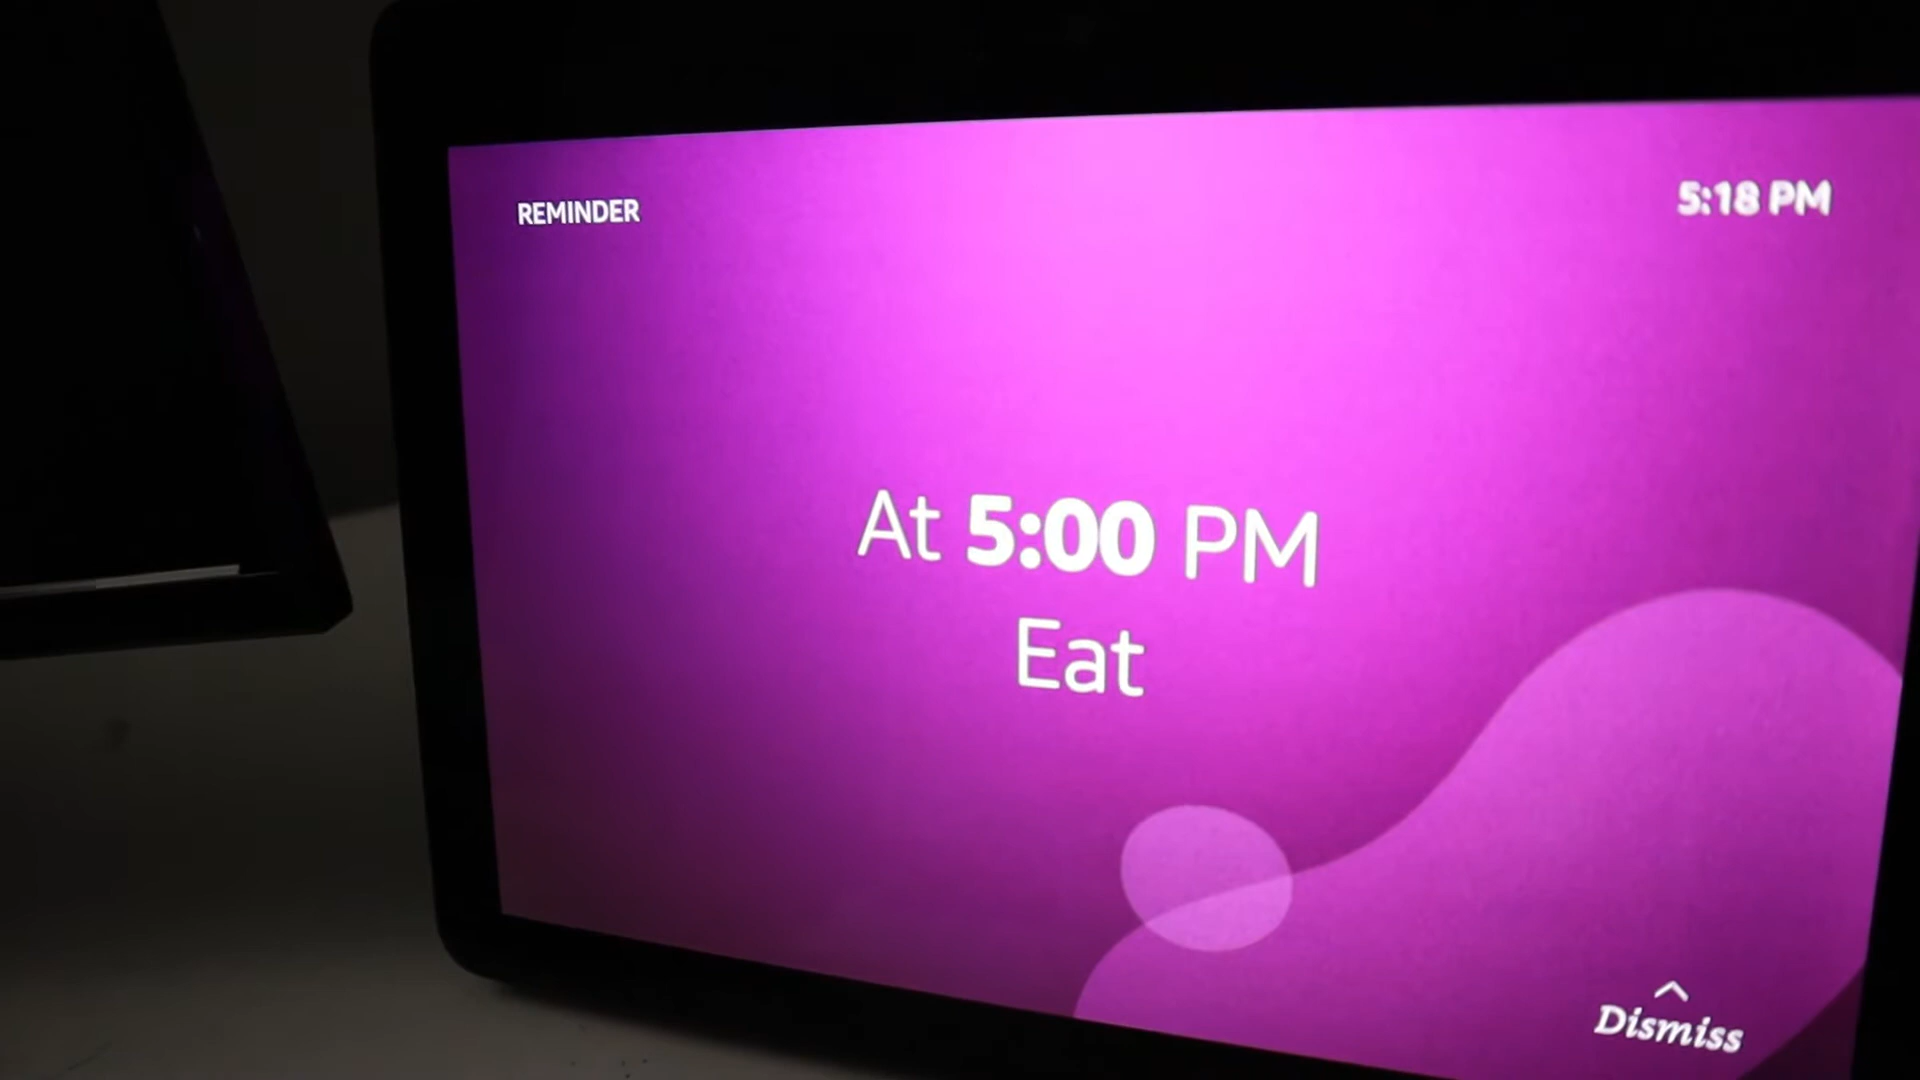 REMINDER
5:18 PM
At 5:00 PM
Eat
Dismiss